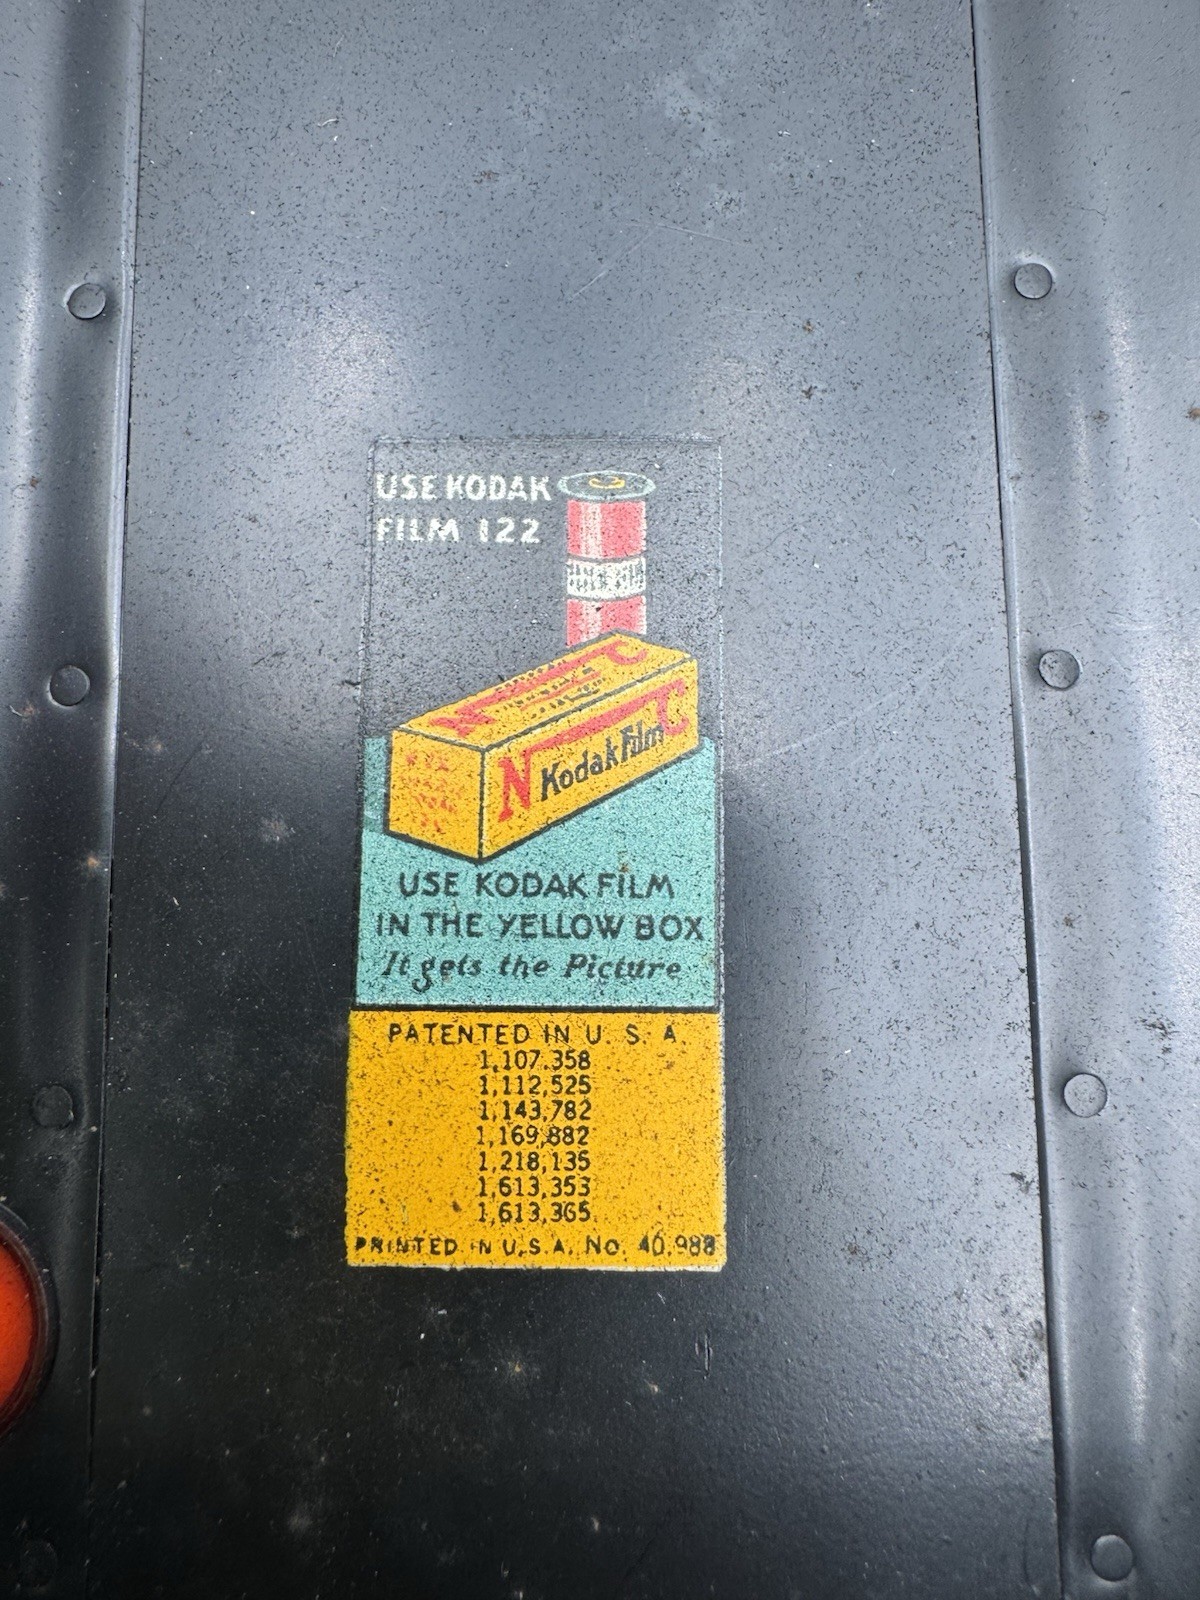 USE KODAK
FILM 122
N Kodak Film C
N C
USE KODAK FILM
IN THE YELLOW BOX
It gets the Picture
PATENTED IN U. S. A.
1,107,358
1,112,525
1,143,782
1,169,882
1,218,135
1,613,353
1,613,365
PRINTED IN U.S.A. No. 40,988